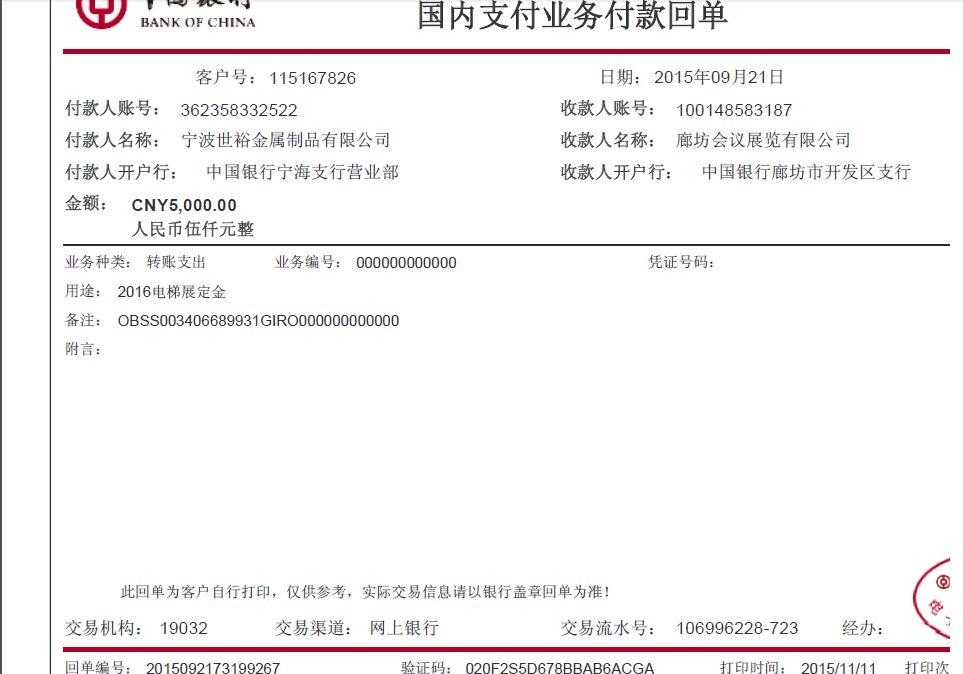 BANK OF CHINA
国内支付业务付款回单
客户号： 115167826 日期： 2015年09月21日
付款人账号： 362358332522 收款人账号： 100148583187
付款人名称： 宁波世裕金属制品有限公司 收款人名称： 廊坊会议展览有限公司
付款人开户行： 中国银行宁海支行营业部 收款人开户行： 中国银行廊坊市开发区支行
金额： CNY5,000.00
人民币伍仟元整
业务种类： 转账支出 业务编号： 000000000000 凭证号码：
用途： 2016电梯展定金
备注： OBSS003406689931GIRO000000000000
附言：
此回单为客户自行打印，仅供参考，实际交易信息请以银行盖章回单为准！
交易机构： 19032 交易渠道： 网上银行 交易流水号： 106996228-723 经办：
回单编号： 2015092173199267 验证码： 020F2S5D678BBAB6ACGA 打印时间： 2015/11/11 打印次